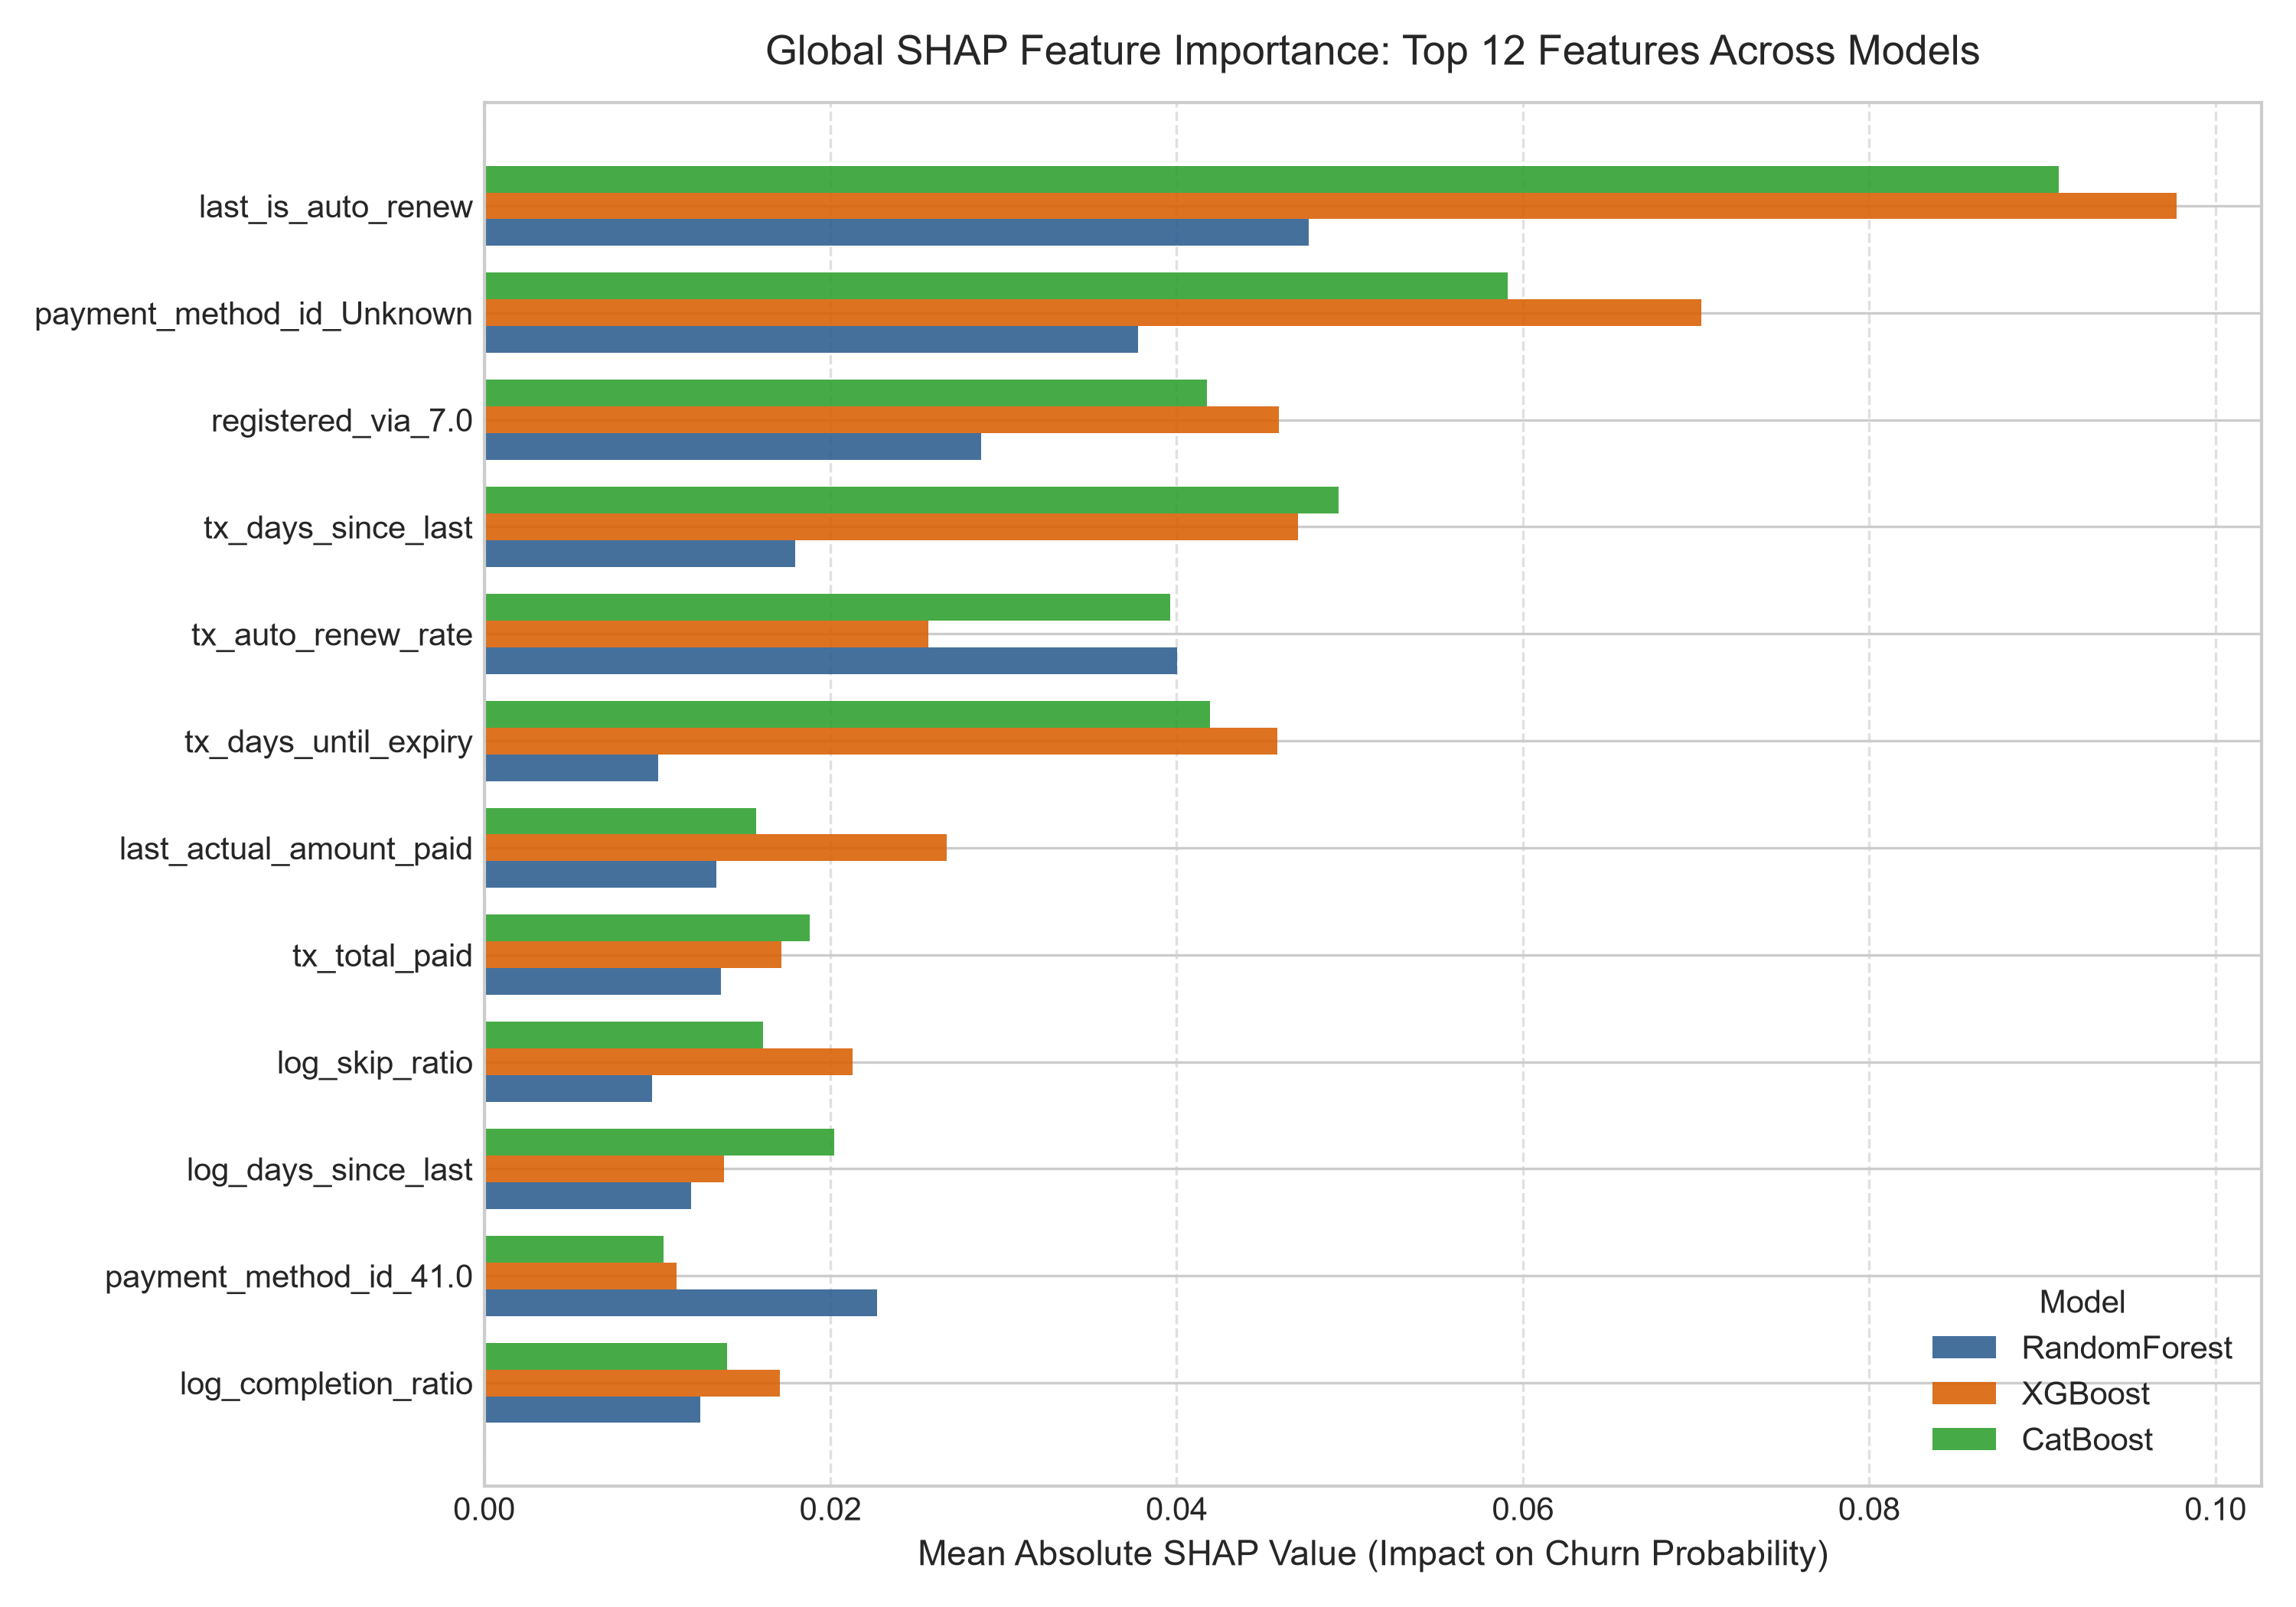 Global SHAP Feature Importance: Top 12 Features Across Models
last_is_auto_renew
payment_method_id_Unknown
registered_via_7.0
tx_days_since_last
tx_auto_renew_rate
tx_days_until_expiry
last_actual_amount_paid
tx_total_paid
log_skip_ratio
log_days_since_last
payment_method_id_41.0
log_completion_ratio
Model
RandomForest
XGBoost
CatBoost
0.00 0.02 0.04 0.06 0.08 0.10
Mean Absolute SHAP Value (Impact on Churn Probability)